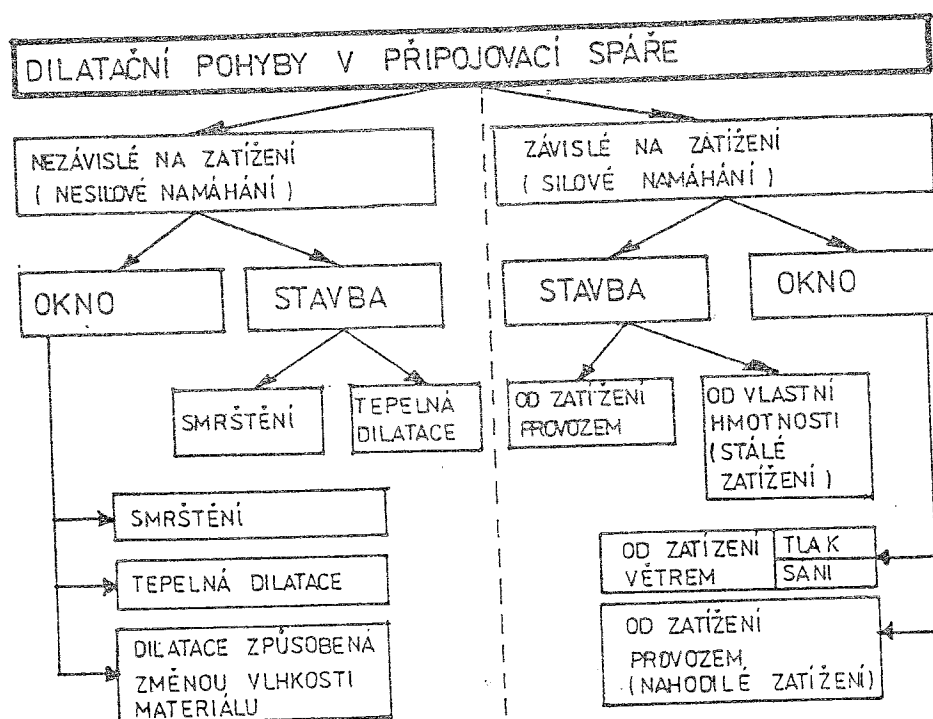 DILATAČNÍ POHYBY V PŘIPOJOVACÍ SPÁŘE
NEZÁVISLÉ NA ZATÍŽENÍ
( NESILOVÉ NAMÁHÁNÍ )
ZÁVISLÉ NA ZATÍŽENÍ
( SILOVÉ NAMÁHÁNÍ )
OKNO
STAVBA
STAVBA
OKNO
SMRŠTĚNÍ
TEPELNÁ
DILATACE
OD ZATÍŽENÍ
PROVOZEM
OD VLASTNÍ
HMOTNOSTI
( STÁLÉ
ZATÍŽENÍ )
SMRŠTĚNÍ
TEPELNÁ DILATACE
DILATACE ZPŮSOBENÁ
ZMĚNOU VLHKOSTI
MATERIÁLU
OD ZATÍZENÍ
VĚTREM
TLAK
SANI
OD ZATÍŽENÍ
PROVOZEM
( NAHODILÉ ZATÍŽENÍ )